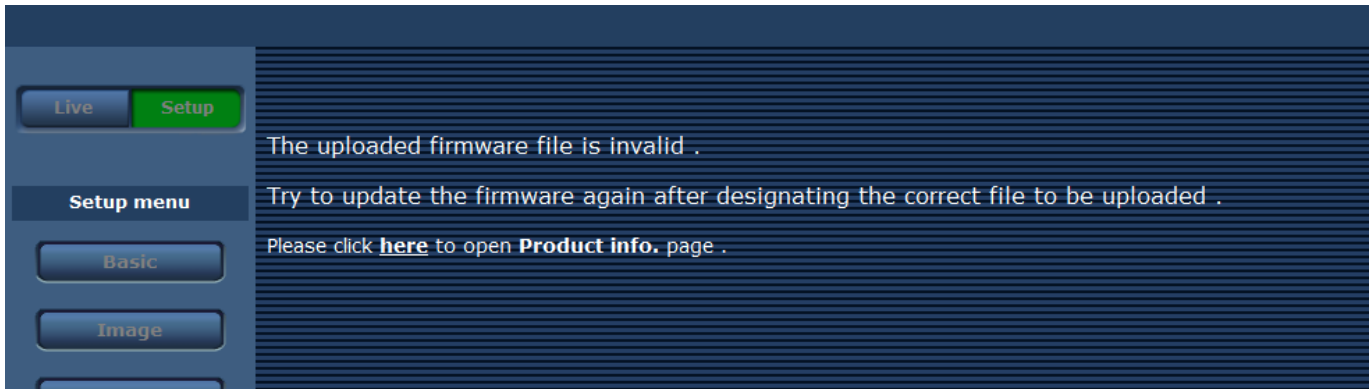 Live Setup
Setup menu
Basic
Image
The uploaded firmware file is invalid .
Try to update the firmware again after designating the correct file to be uploaded .
Please click here to open Product info. page .